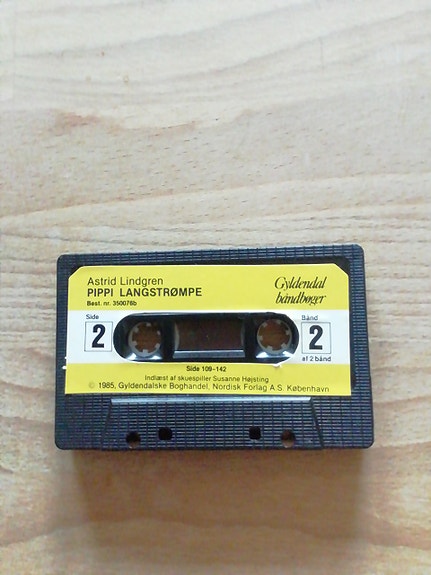 Astrid Lindgren
PIPPI LANGSTRØMPE
Best. nr. 350076b
Gyldendal
båndbøger
Side
2
Bånd
2
af 2 bånd
Side 109-142
Indlæst af skuespiller Susanne Højsting
© 1985, Gyldendalske Boghandel, Nordisk Forlag A.S. København